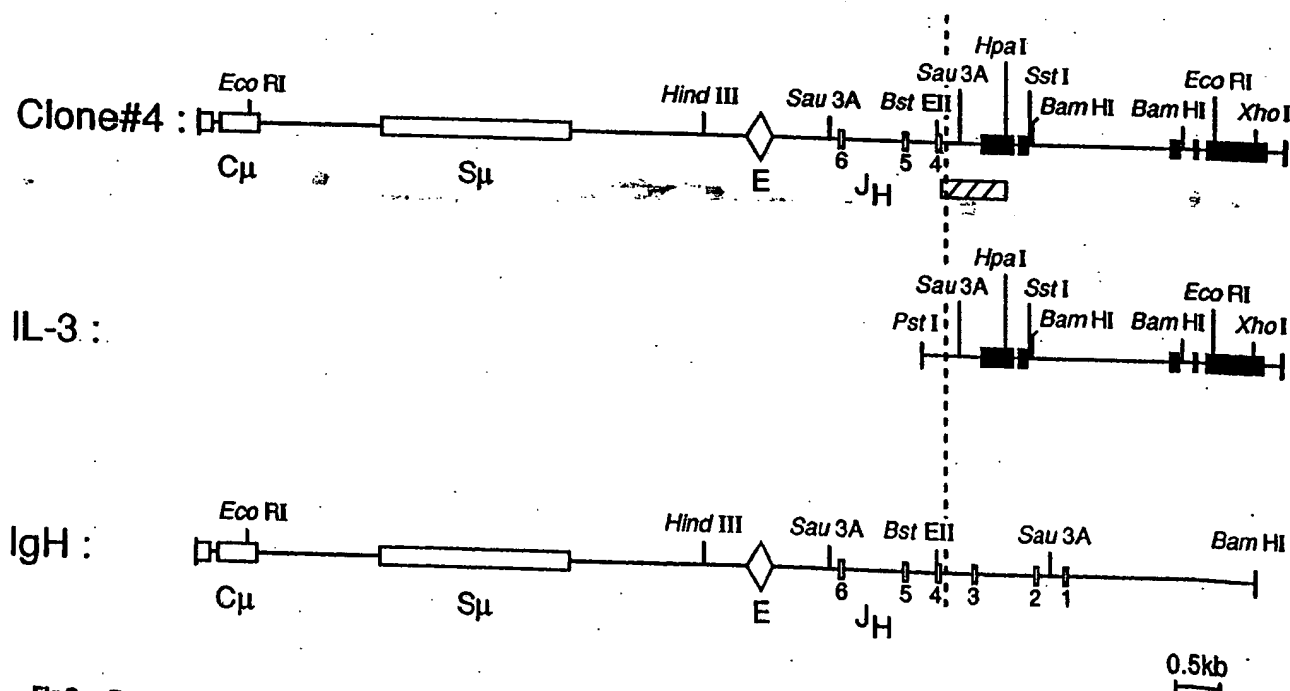 Hpa I
Sau 3A
Sst I
Eco RI
Eco RI
Hind III
Sau 3A
Bst EII
Bam HI
Bam HI
Xho I
Clone#4 :
6
5
4
Cμ
Sμ
E
JH
Hpa I
Sau 3A
Sst I
Eco RI
Pst I
Bam HI
Bam HI
Xho I
IL-3 :
Eco RI
Hind III
Sau 3A
Bst EII
Sau 3A
Bam HI
IgH :
6
5
4
3
2
1
Cμ
Sμ
E
JH
0.5kb